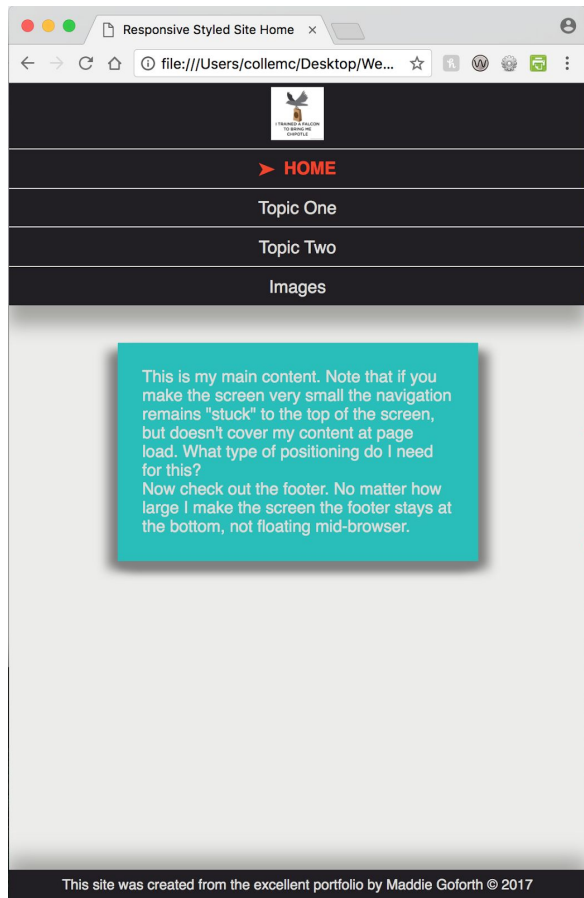 Responsive Styled Site Home
file:///Users/collemc/Desktop/We...
I TRAINED A FALCON
TO BRING ME
CHIPOTLE
➤ HOME
Topic One
Topic Two
Images
This is my main content. Note that if you
make the screen very small the navigation
remains "stuck" to the top of the screen,
but doesn't cover my content at page
load. What type of positioning do I need
for this?
Now check out the footer. No matter how
large I make the screen the footer stays at
the bottom, not floating mid-browser.
This site was created from the excellent portfolio by Maddie Goforth © 2017